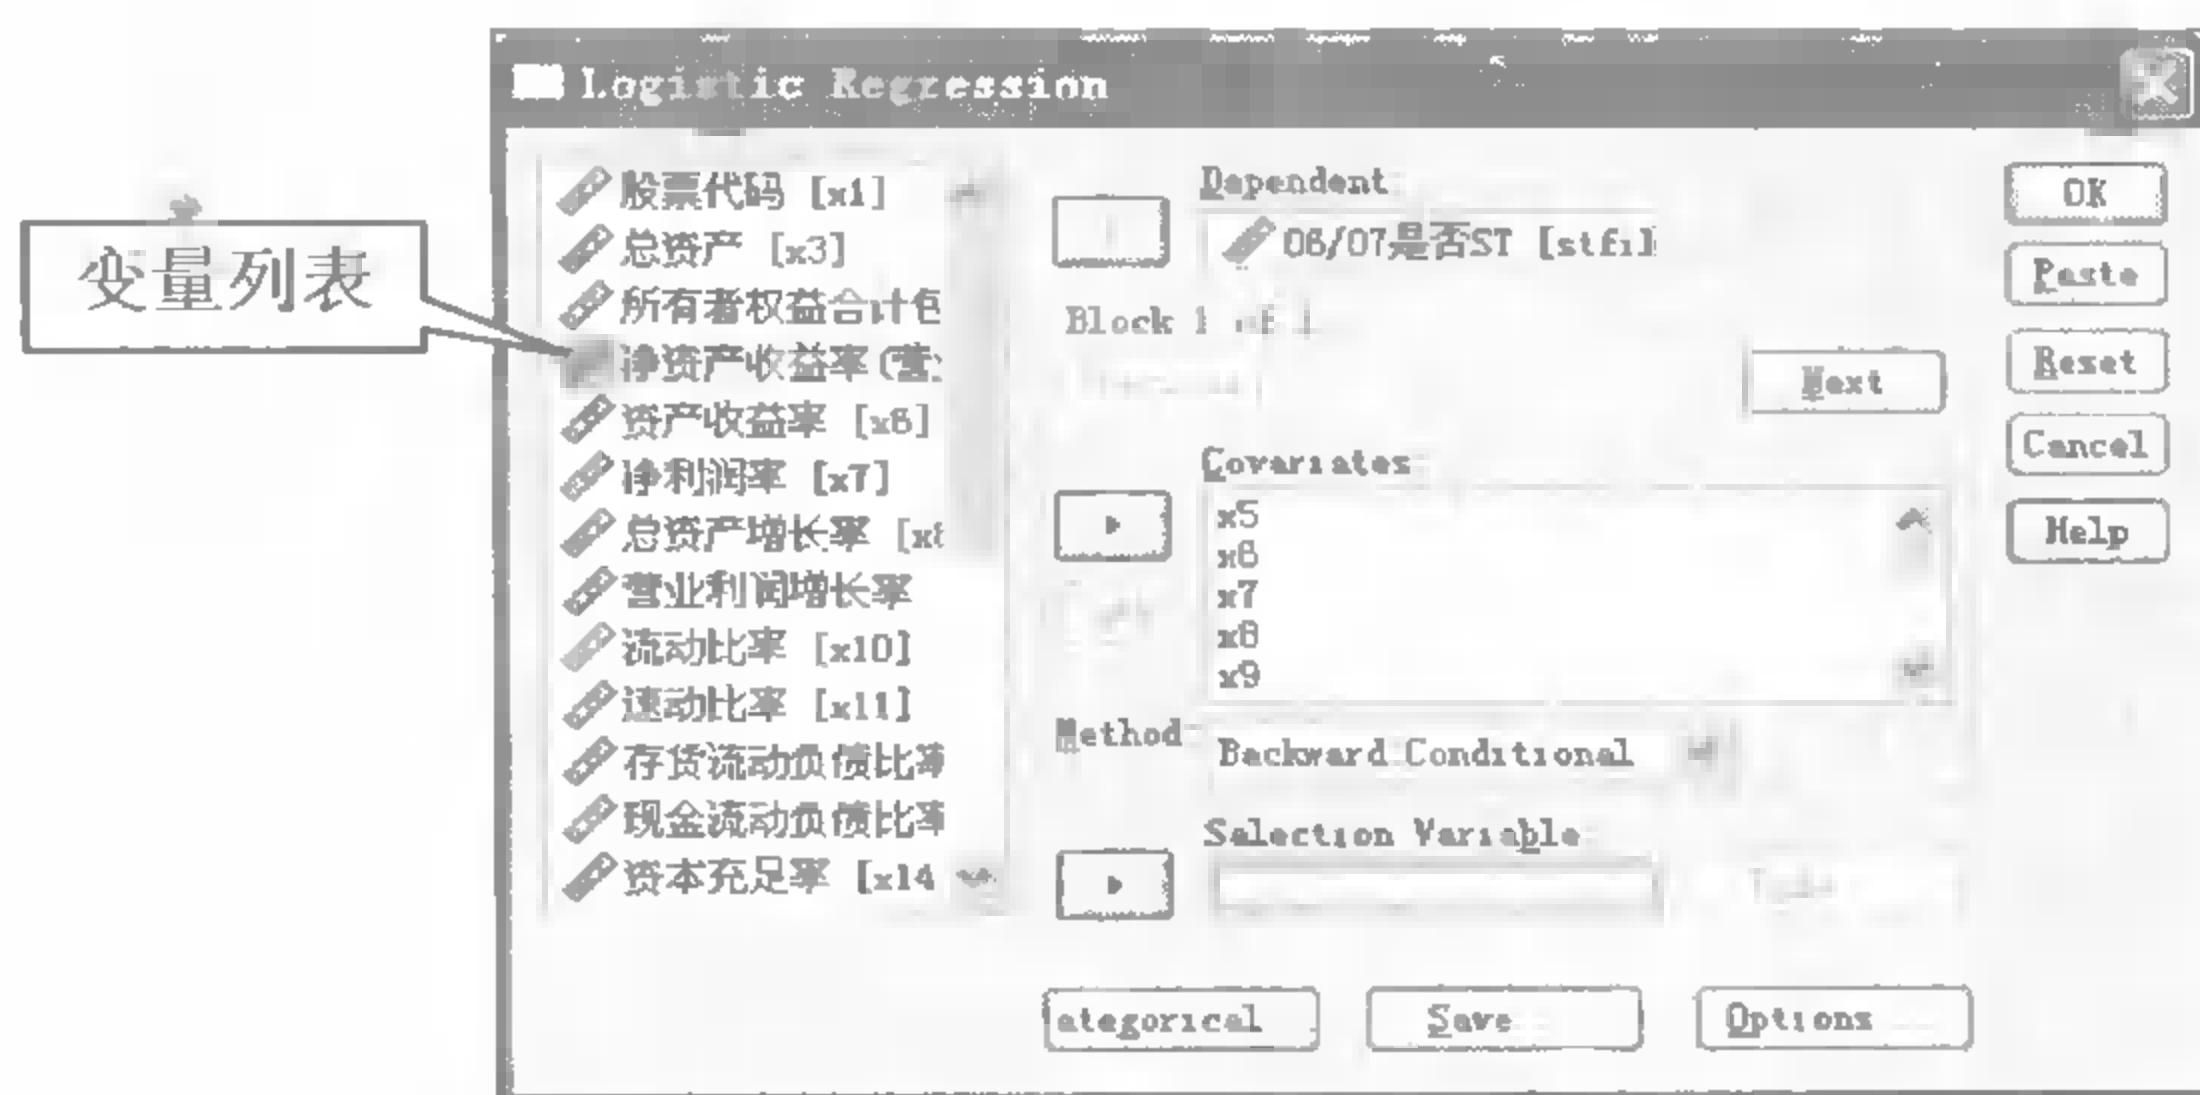 Logistic Regression
变量列表
股票代码 [x1]
总资产 [x3]
所有者权益合计
净资产收益率(营
资产收益率 [x6]
净利润率 [x7]
总资产增长率 [x8
营业利润增长率
流动比率 [x10]
速动比率 [x11]
存货流动负债比率
现金流动负债比率
资本充足率 [x14
Dependent:
06/07是否ST [stfil
Block 1 of 1
Next
Covariates:
x5
x6
x7
x8
x9
Method:
Backward:Conditional
Selection Variable:
ategorical
Save
Options
OK
Paste
Reset
Cancel
Help